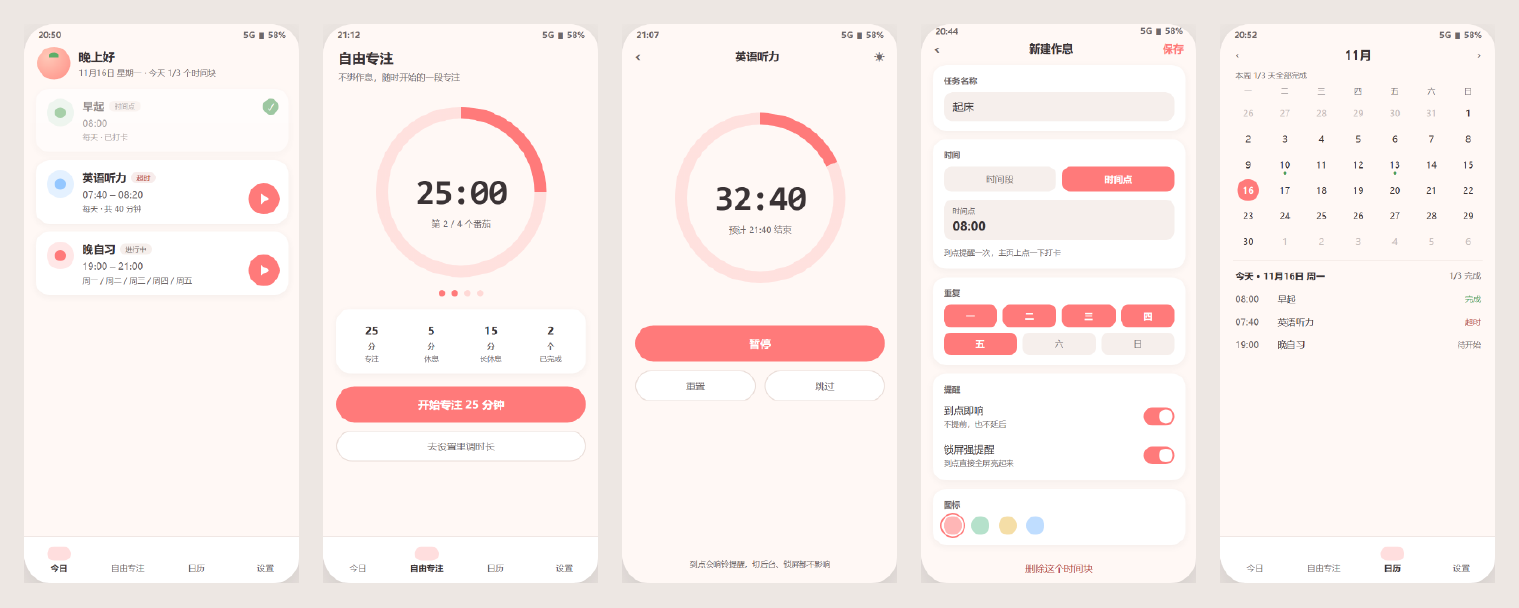 20:50 5G 58%
晚上好
11月16日 星期一 · 今天 1/3 个时间块
早起 时间点
08:00
每天 · 已打卡
英语听力 超时
07:40 – 08:20
每天 · 共 40 分钟
晚自习 进行中
19:00 – 21:00
周一 / 周二 / 周三 / 周四 / 周五
今日 自由专注 日历 设置
21:12 5G 58%
自由专注
不绑作息，随时开始的一段专注
25:00
第 2 / 4 个番茄
25 5 15 2
分 分 分 个
专注 休息 长休息 已完成
开始专注 25 分钟
去设置里调时长
今日 自由专注 日历 设置
21:07 5G 58%
‹ 英语听力
32:40
预计 21:40 结束
暂停
重置 跳过
到点会响铃提醒，切后台、锁屏都不影响
20:44 5G 58%
‹ 新建作息 保存
任务名称
起床
时间
时间段 时间点
时间点
08:00
到点提醒一次，主页上点一下打卡
重复
一 二 三 四
五 六 日
提醒
到点即响
不提前，也不延后
锁屏强提醒
到点直接全屏亮起来
图标
删除这个时间块
20:52 5G 58%
‹ 11月 ›
本周 1/3 天全部完成
一 二 三 四 五 六 日
26 27 28 29 30 31 1
2 3 4 5 6 7 8
9 10 11 12 13 14 15
16 17 18 19 20 21 22
23 24 25 26 27 28 29
30 1 2 3 4 5 6
今天 • 11月16日 周一 1/3 完成
08:00 早起 完成
07:40 英语听力 超时
19:00 晚自习 待开始
今日 自由专注 日历 设置